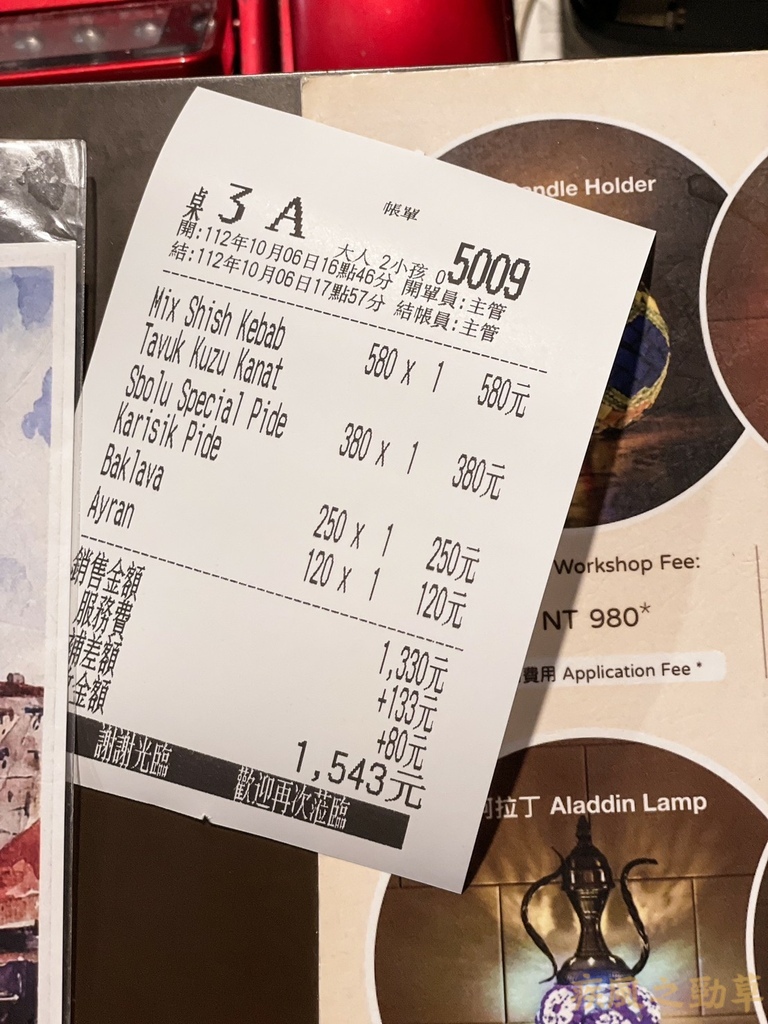 帳單
桌 3 A
大人 2小孩 0 5009
開:112年10月06日16點46分 開單員:主管
結:112年10月06日17點57分 結帳員:主管
Mix Shish Kebab 580 x 1 580元
Tavuk Kuzu Kanat
Sbolu Special Pide 380 x 1 380元
Karisik Pide
Baklava 250 x 1 250元
Ayran 120 x 1 120元
銷售金額 1,330元
服務費 +133元
補差額 +80元
金額 1,543元
謝謝光臨 歡迎再次蒞臨
Candle Holder
Workshop Fee:
NT 980*
費用 Application Fee *
阿拉丁 Aladdin Lamp
疾風之勁草